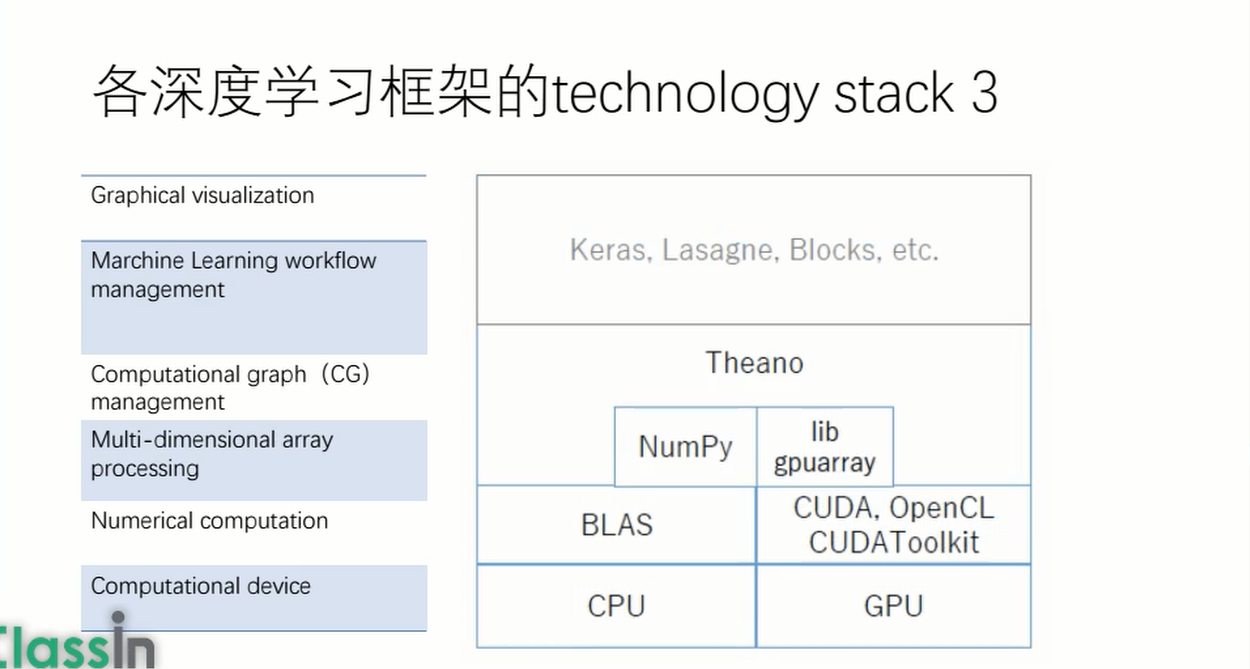 各深度学习框架的technology stack 3
Graphical visualization
Marchine Learning workflow
management
Computational graph（CG）
management
Multi-dimensional array
processing
Numerical computation
Computational device
Keras, Lasagne, Blocks, etc.
Theano
NumPy
lib
gpuarray
BLAS
CUDA, OpenCL
CUDAToolkit
CPU
GPU
ClassIn